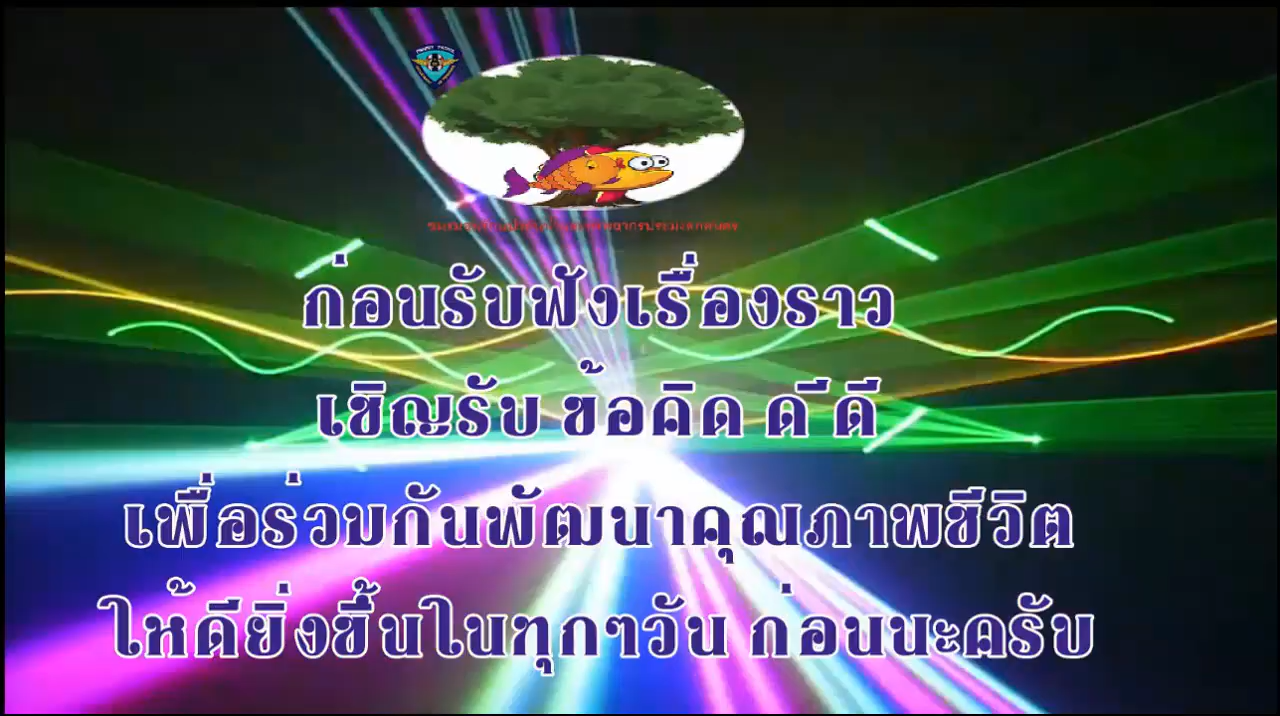 ก่อนรับฟังเรื่องราว
เชิญรับ ข้อคิด ดี ดี
เพื่อร่วมกันพัฒนาคุณภาพชีวิต
ให้ดียิ่งขึ้นในทุกๆวัน ก่อนนะครับ